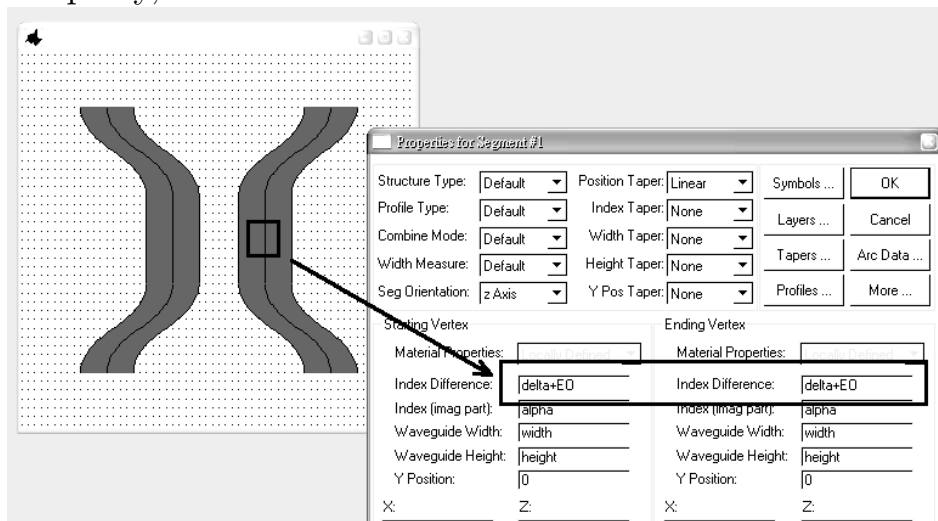 Properties for Segment #1
Structure Type: Default Position Taper: Linear Symbols ... OK
Profile Type: Default Index Taper: None Layers ... Cancel
Combine Mode: Default Width Taper: None
Width Measure: Default Height Taper: None Tapers ... Arc Data ...
Seg Orientation: z Axis Y Pos Taper: None Profiles ... More ...
Starting Vertex Ending Vertex
Material Properties: Locally Defined Material Properties: Locally Defined
Index Difference: delta+EO Index Difference: delta+EO
Index (imag part): alpha Index (imag part): alpha
Waveguide Width: width Waveguide Width: width
Waveguide Height: height Waveguide Height: height
Y Position: 0 Y Position: 0
X: Z: X: Z: